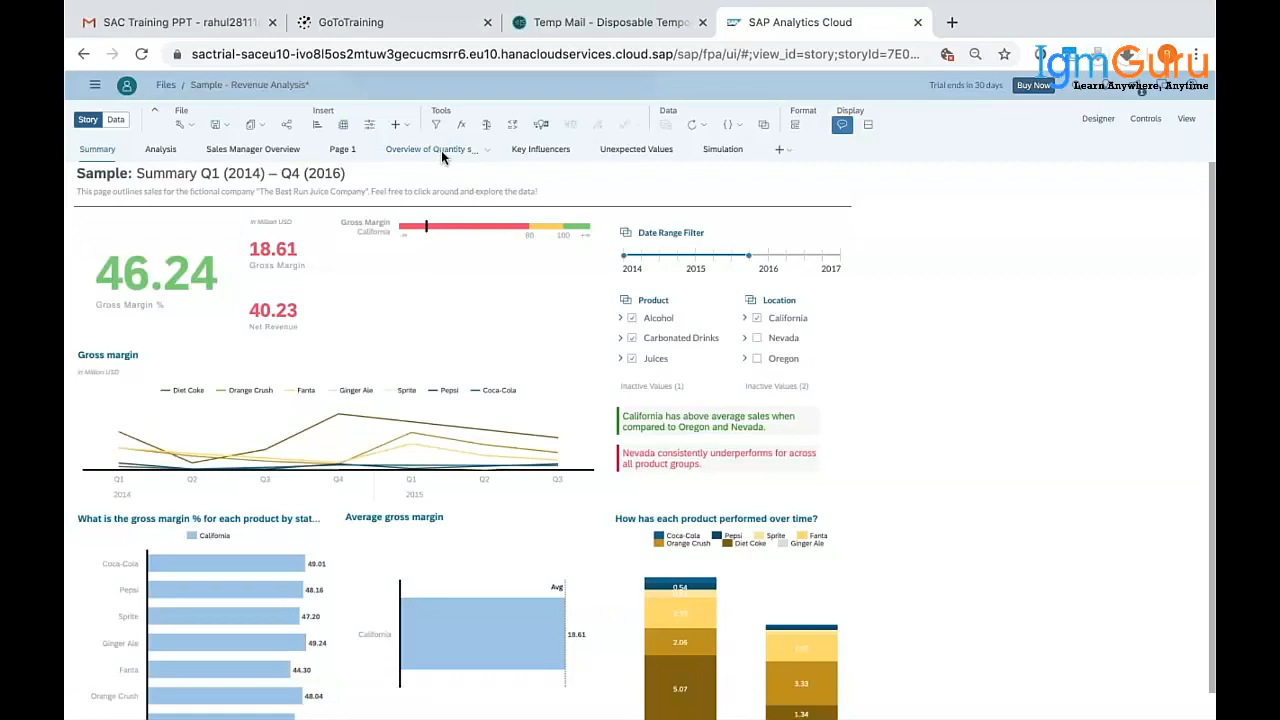 SAC Training PPT - rahul28111
GoToTraining
Temp Mail - Disposable Tempo
SAP Analytics Cloud
sactrial-saceu10-ivo8l5os2mtuw3gecucmsrr6.eu10.hanacloudservices.cloud.sap/sap/fpa/ui/#;view_id=story;storyId=7E0...
IgmGuru
Learn Anywhere, Anytime
Files / Sample - Revenue Analysis*
Trial ends in 30 days
Buy Now
Story Data
File
Insert
Tools
Data
Format
Display
Designer
Controls
View
Summary
Analysis
Sales Manager Overview
Page 1
Overview of Quantity s...
Key Influencers
Unexpected Values
Simulation
Sample: Summary Q1 (2014) – Q4 (2016)
This page outlines sales for the fictional company "The Best Run Juice Company". Feel free to click around and explore the data!
46.24
Gross Margin %
in Million USD
18.61
Gross Margin
40.23
Net Revenue
Gross Margin
California
80 100
Date Range Filter
2014 2015 2016 2017
Product
Alcohol
Carbonated Drinks
Juices
Inactive Values (1)
Location
California
Nevada
Oregon
Inactive Values (2)
California has above average sales when
compared to Oregon and Nevada.
Nevada consistently underperforms for across
all product groups.
Gross margin
in Million USD
Diet Coke Orange Crush Fanta Ginger Ale Sprite Pepsi Coca-Cola
Q1 Q2 Q3 Q4 Q1 Q2 Q3
2014 2015
What is the gross margin % for each product by stat...
California
Coca-Cola 49.01
Pepsi 48.16
Sprite 47.20
Ginger Ale 49.24
Fanta 44.30
Orange Crush 48.04
Average gross margin
Avg
California
18.61
How has each product performed over time?
Coca-Cola Pepsi Sprite Fanta
Orange Crush Diet Coke Ginger Ale
0.54
2.06
3.33
5.07
1.34